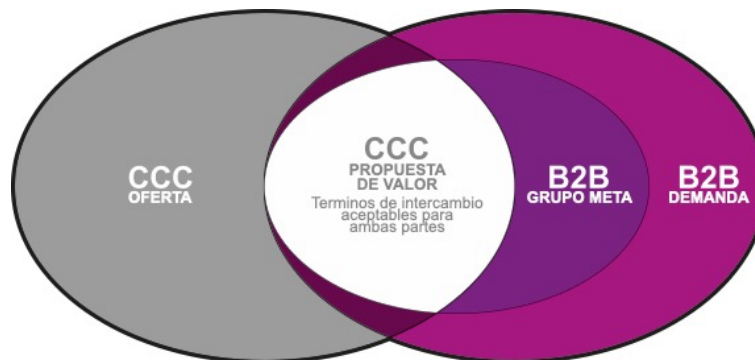 CCC
OFERTA
CCC
PROPUESTA
DE VALOR
Terminos de intercambio
aceptables para
ambas partes
B2B
GRUPO META
B2B
DEMANDA